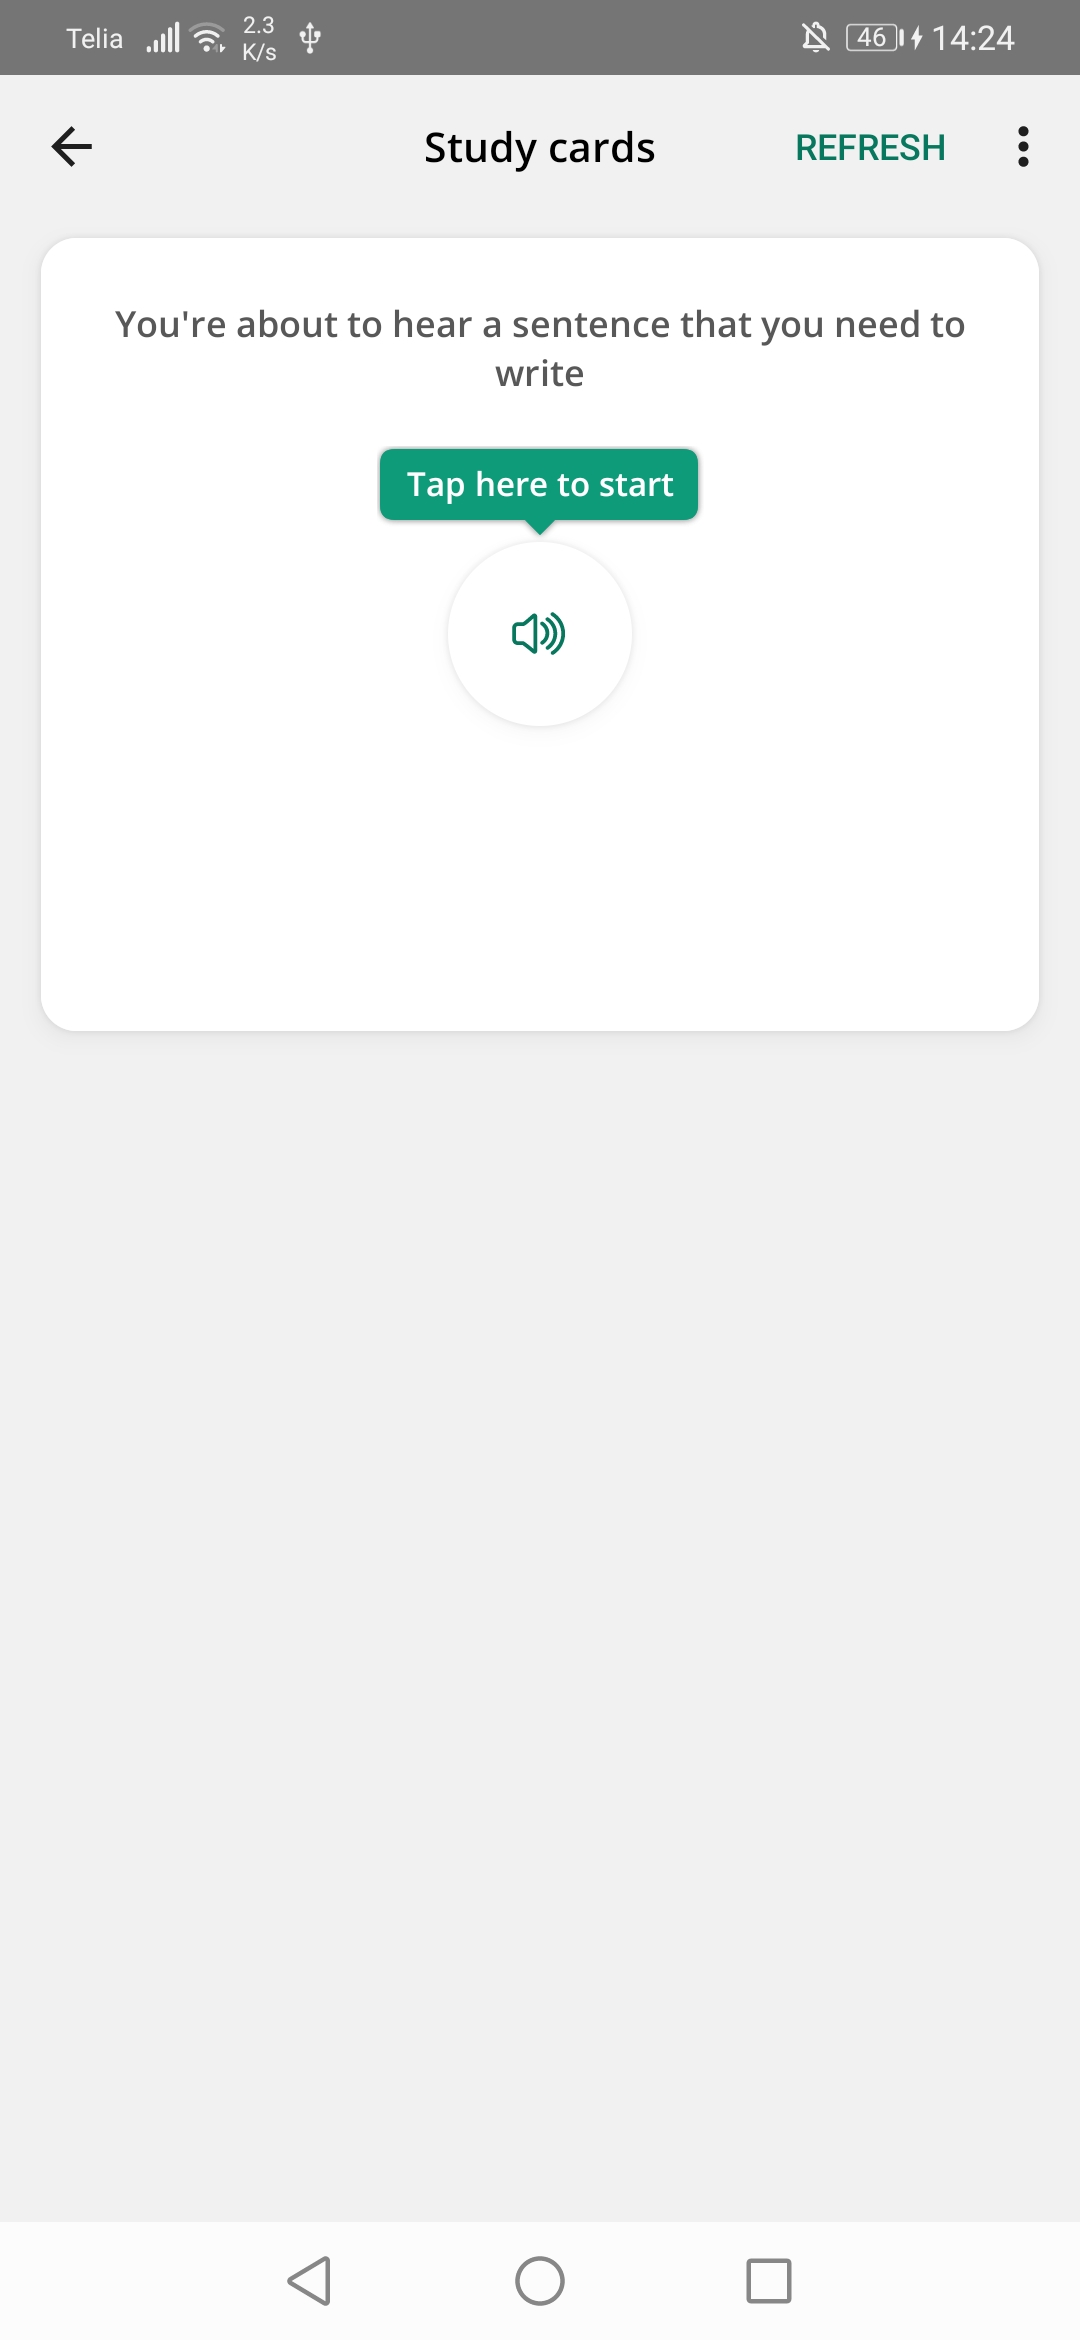 Telia 2.3 K/s 46 14:24
Study cards REFRESH
You're about to hear a sentence that you need to
write
Tap here to start